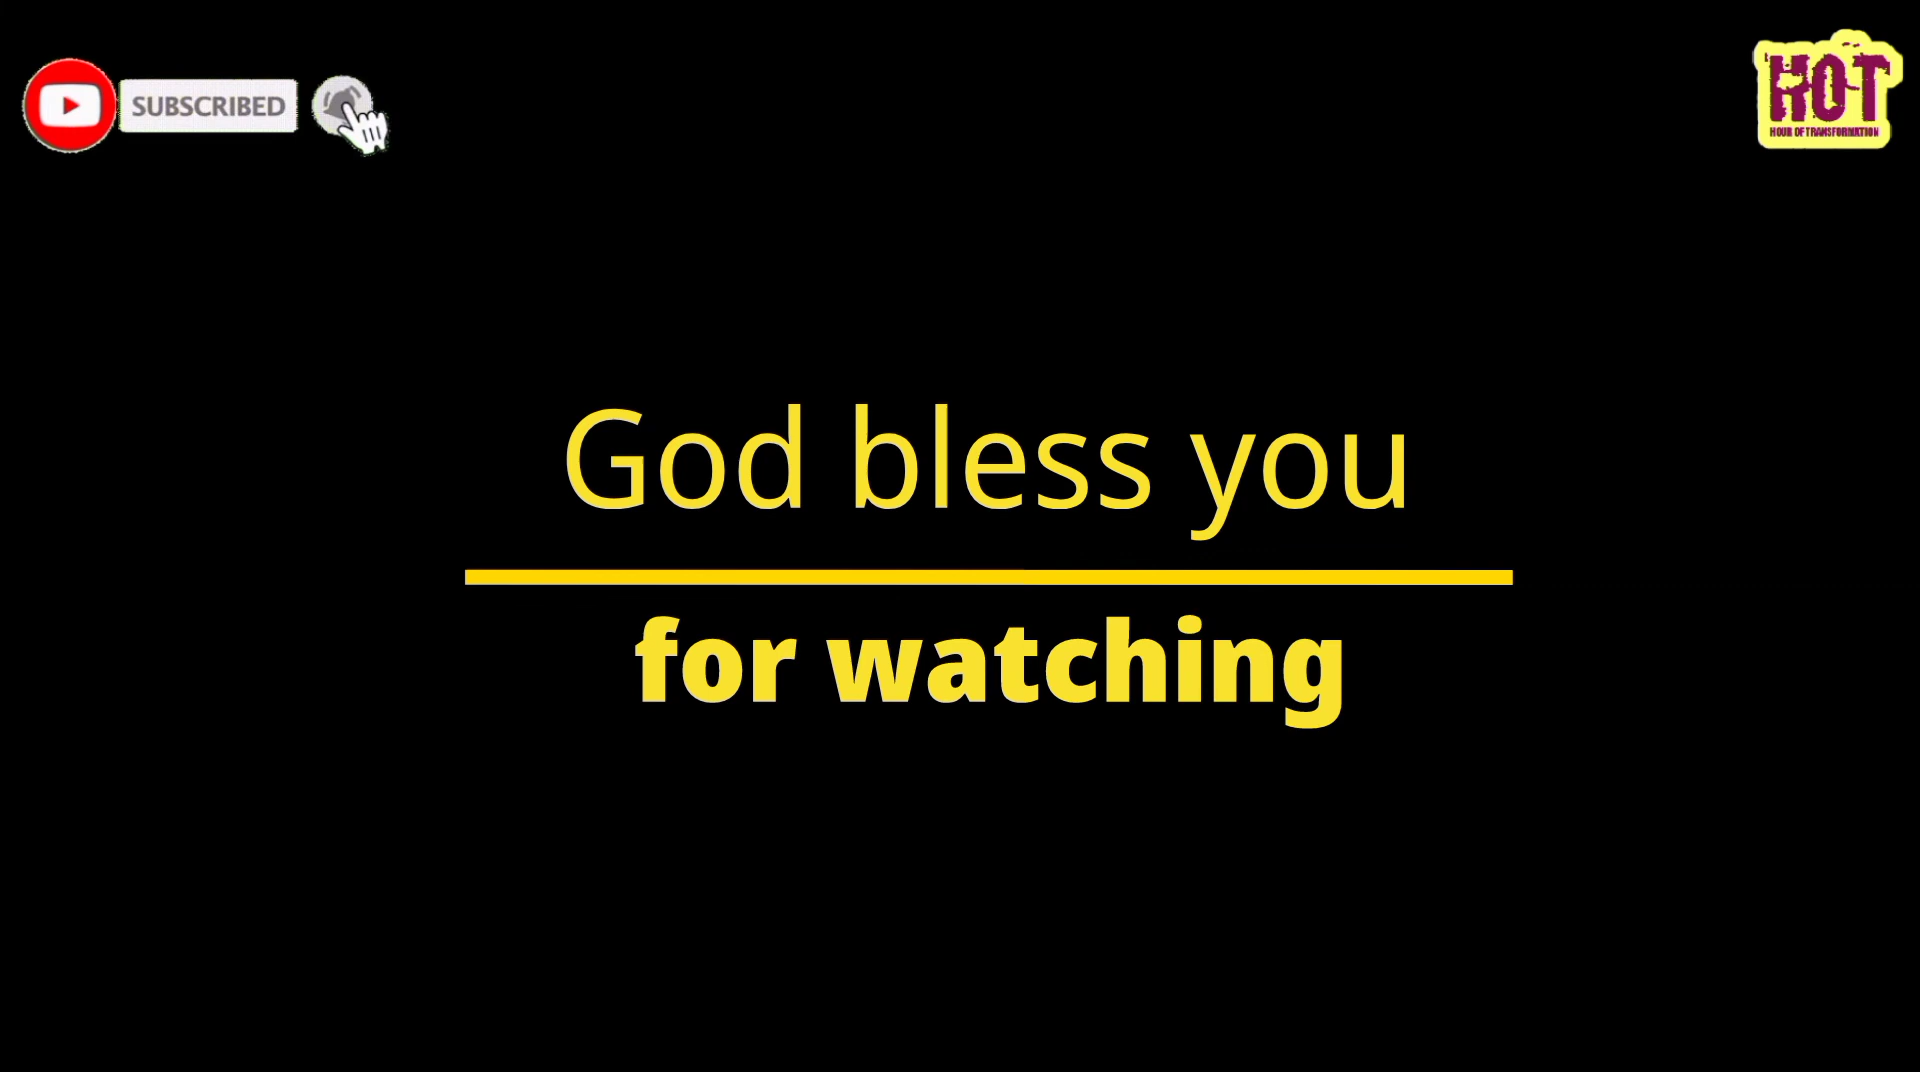 SUBSCRIBED
HOT
HOUR OF TRANSFORMATION
God bless you
for watching